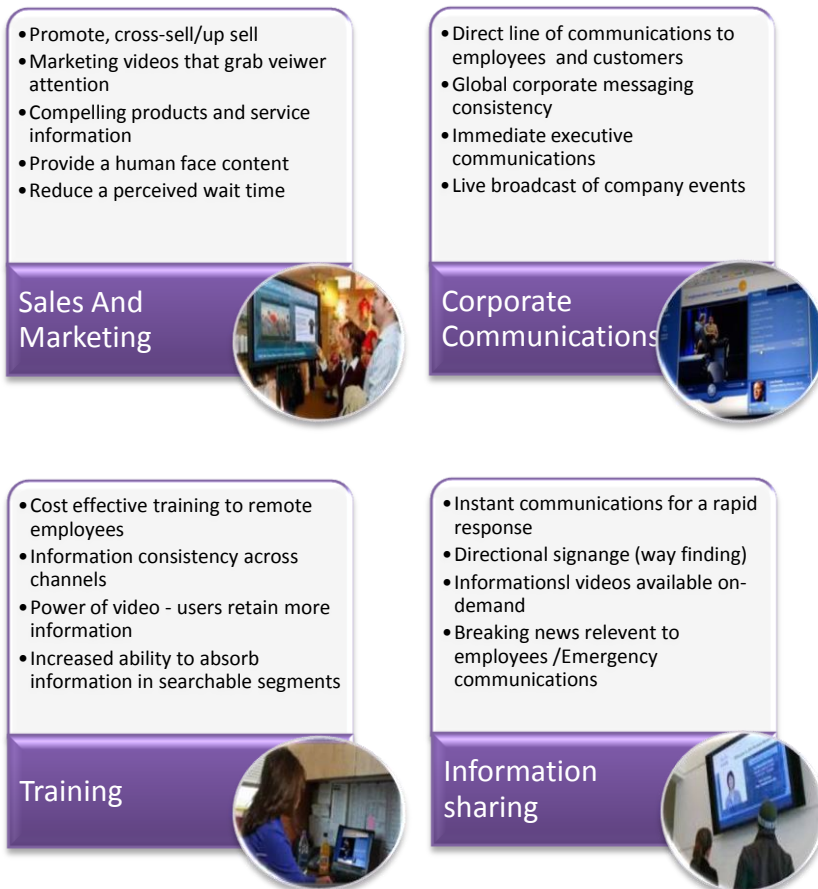 •Promote, cross-sell/up sell
•Marketing videos that grab veiwer
attention
•Compelling products and service
information
•Provide a human face content
•Reduce a perceived wait time
Sales And
Marketing
•Direct line of communications to
employees and customers
•Global corporate messaging
consistency
•Immediate executive
communications
•Live broadcast of company events
Corporate
Communications
•Cost effective training to remote
employees
•Information consistency across
channels
•Power of video - users retain more
information
•Increased ability to absorb
information in searchable segments
Training
•Instant communications for a rapid
response
•Directional signange (way finding)
•Informationsl videos available on-
demand
•Breaking news relevent to
employees /Emergency
communications
Information
sharing